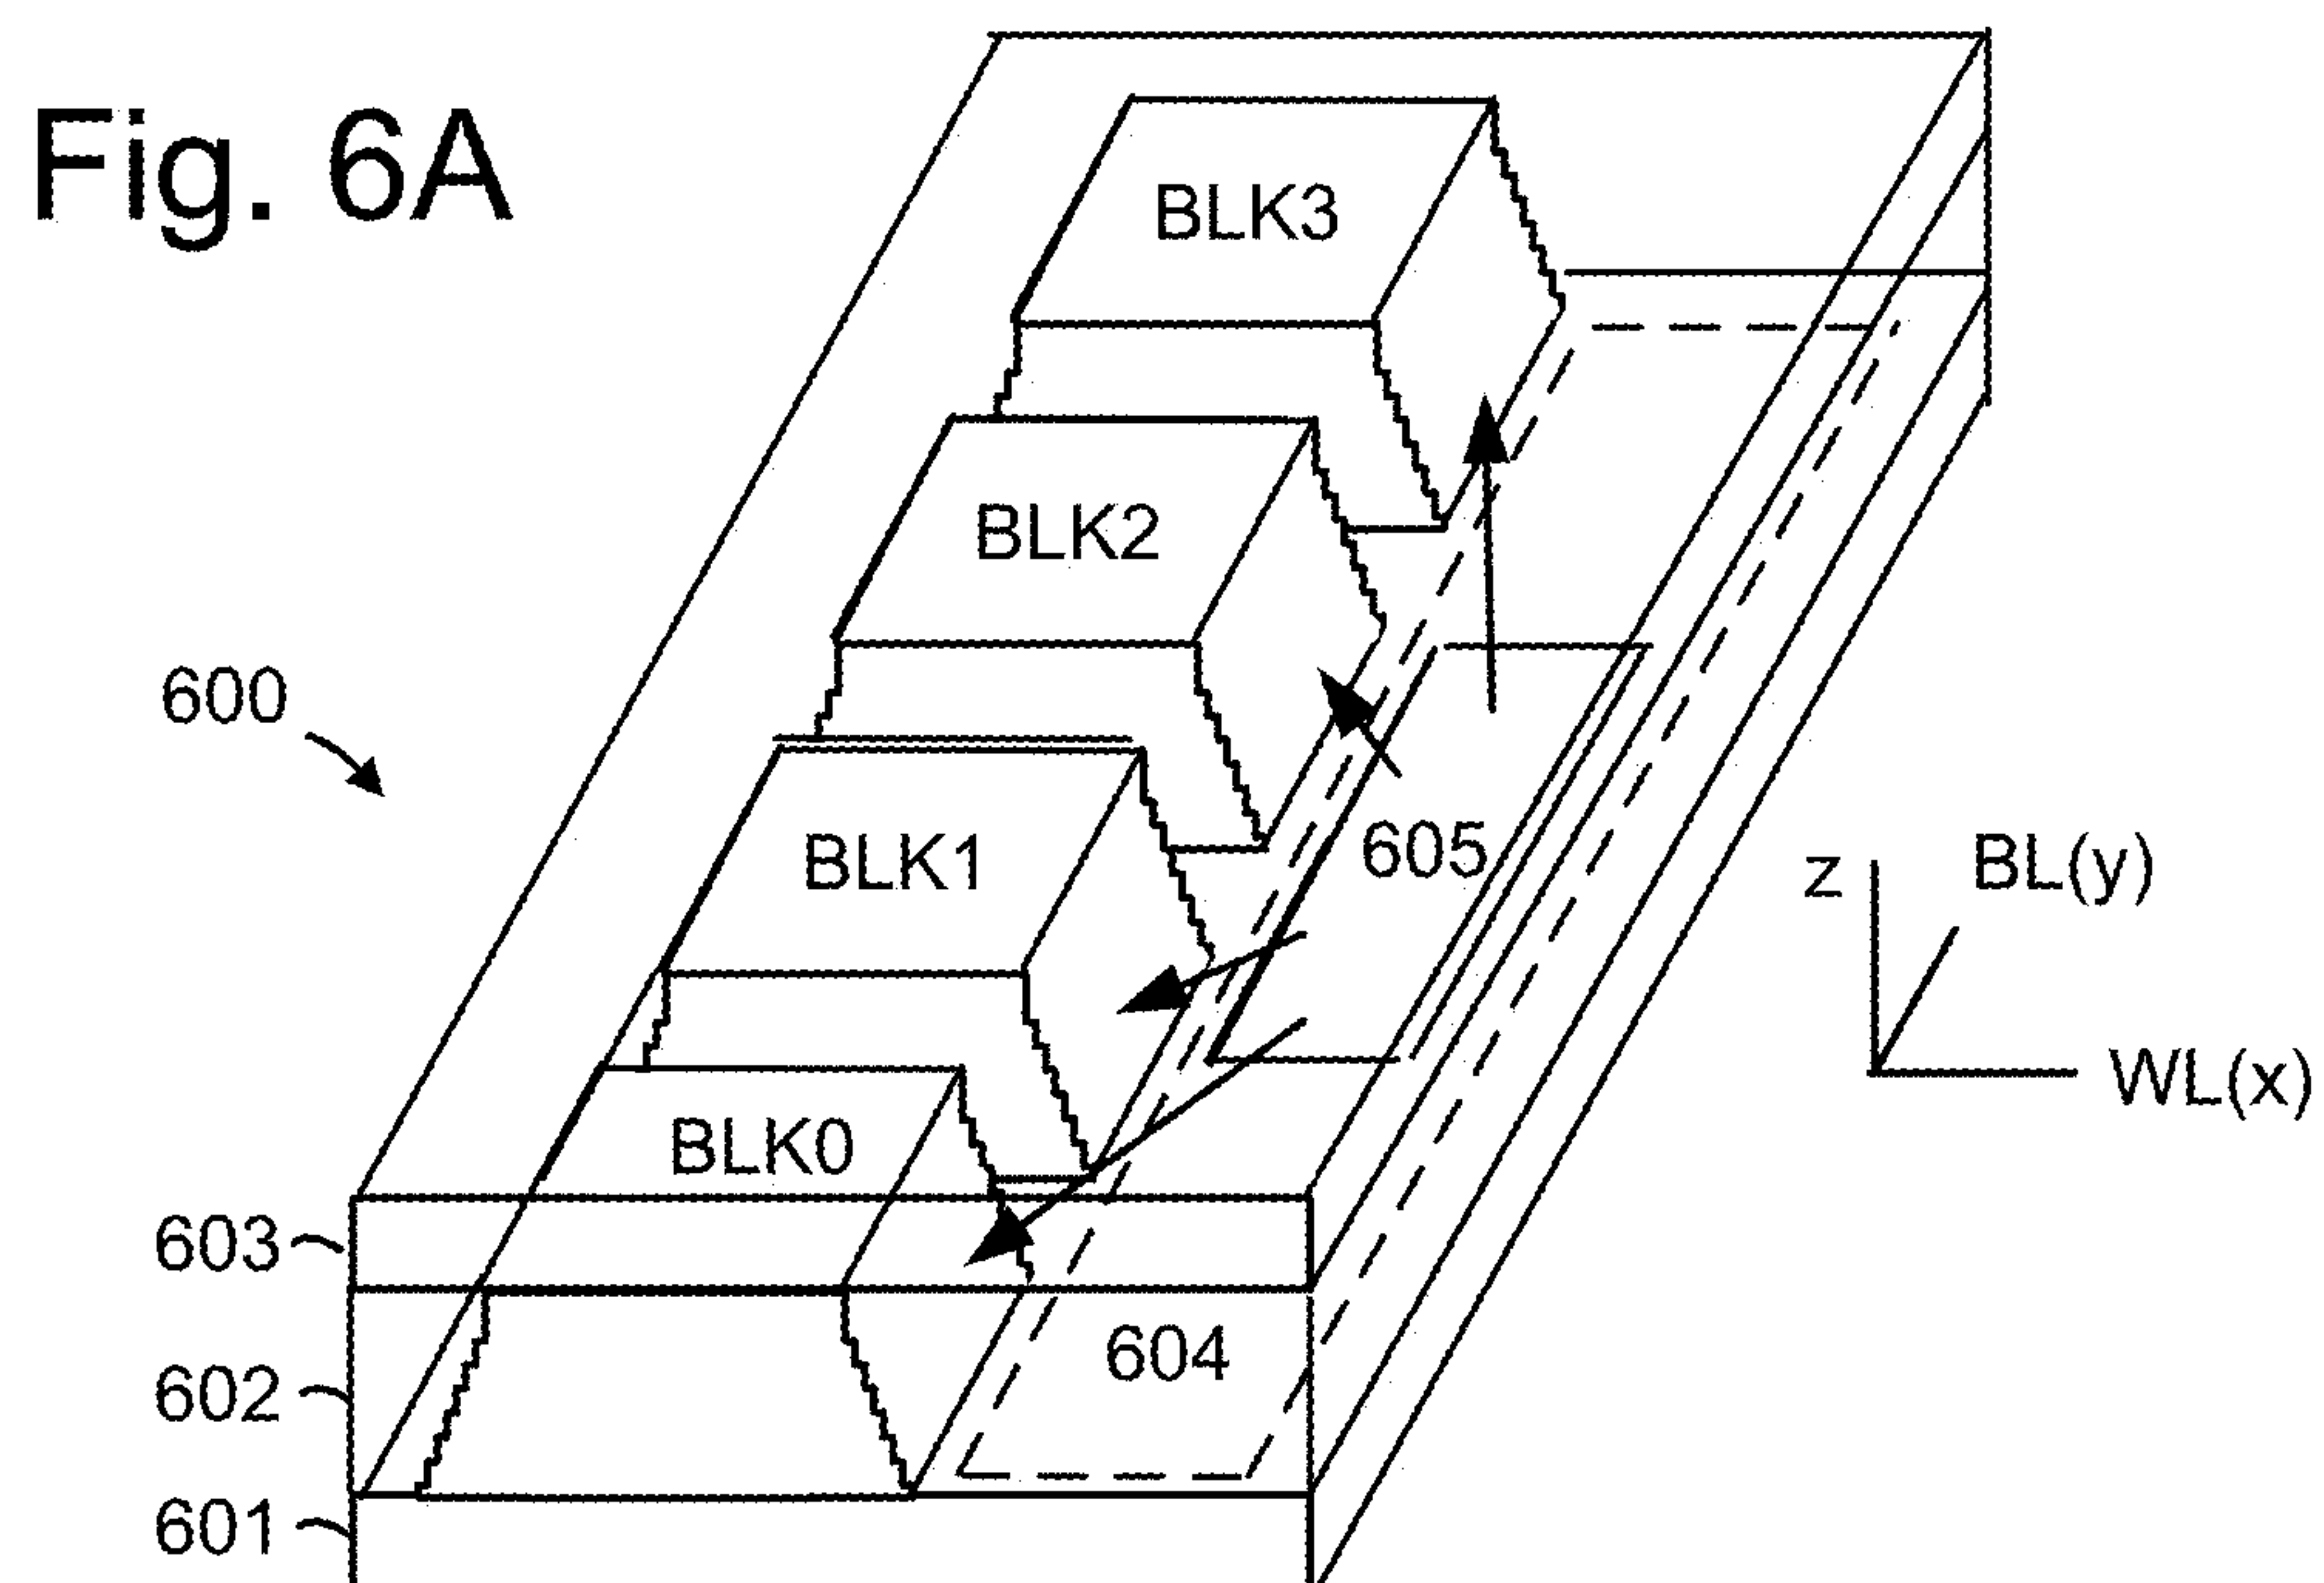 Fig. 6A
BLK3
BLK2
600
BLK1
605
z
BL(y)
WL(x)
BLK0
603
604
602
601